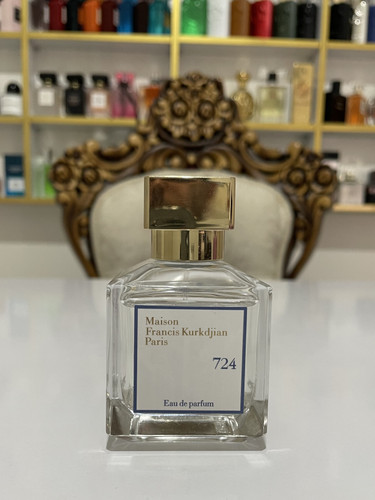 Maison
Francis Kurkdjian
Paris
724
Eau de parfum